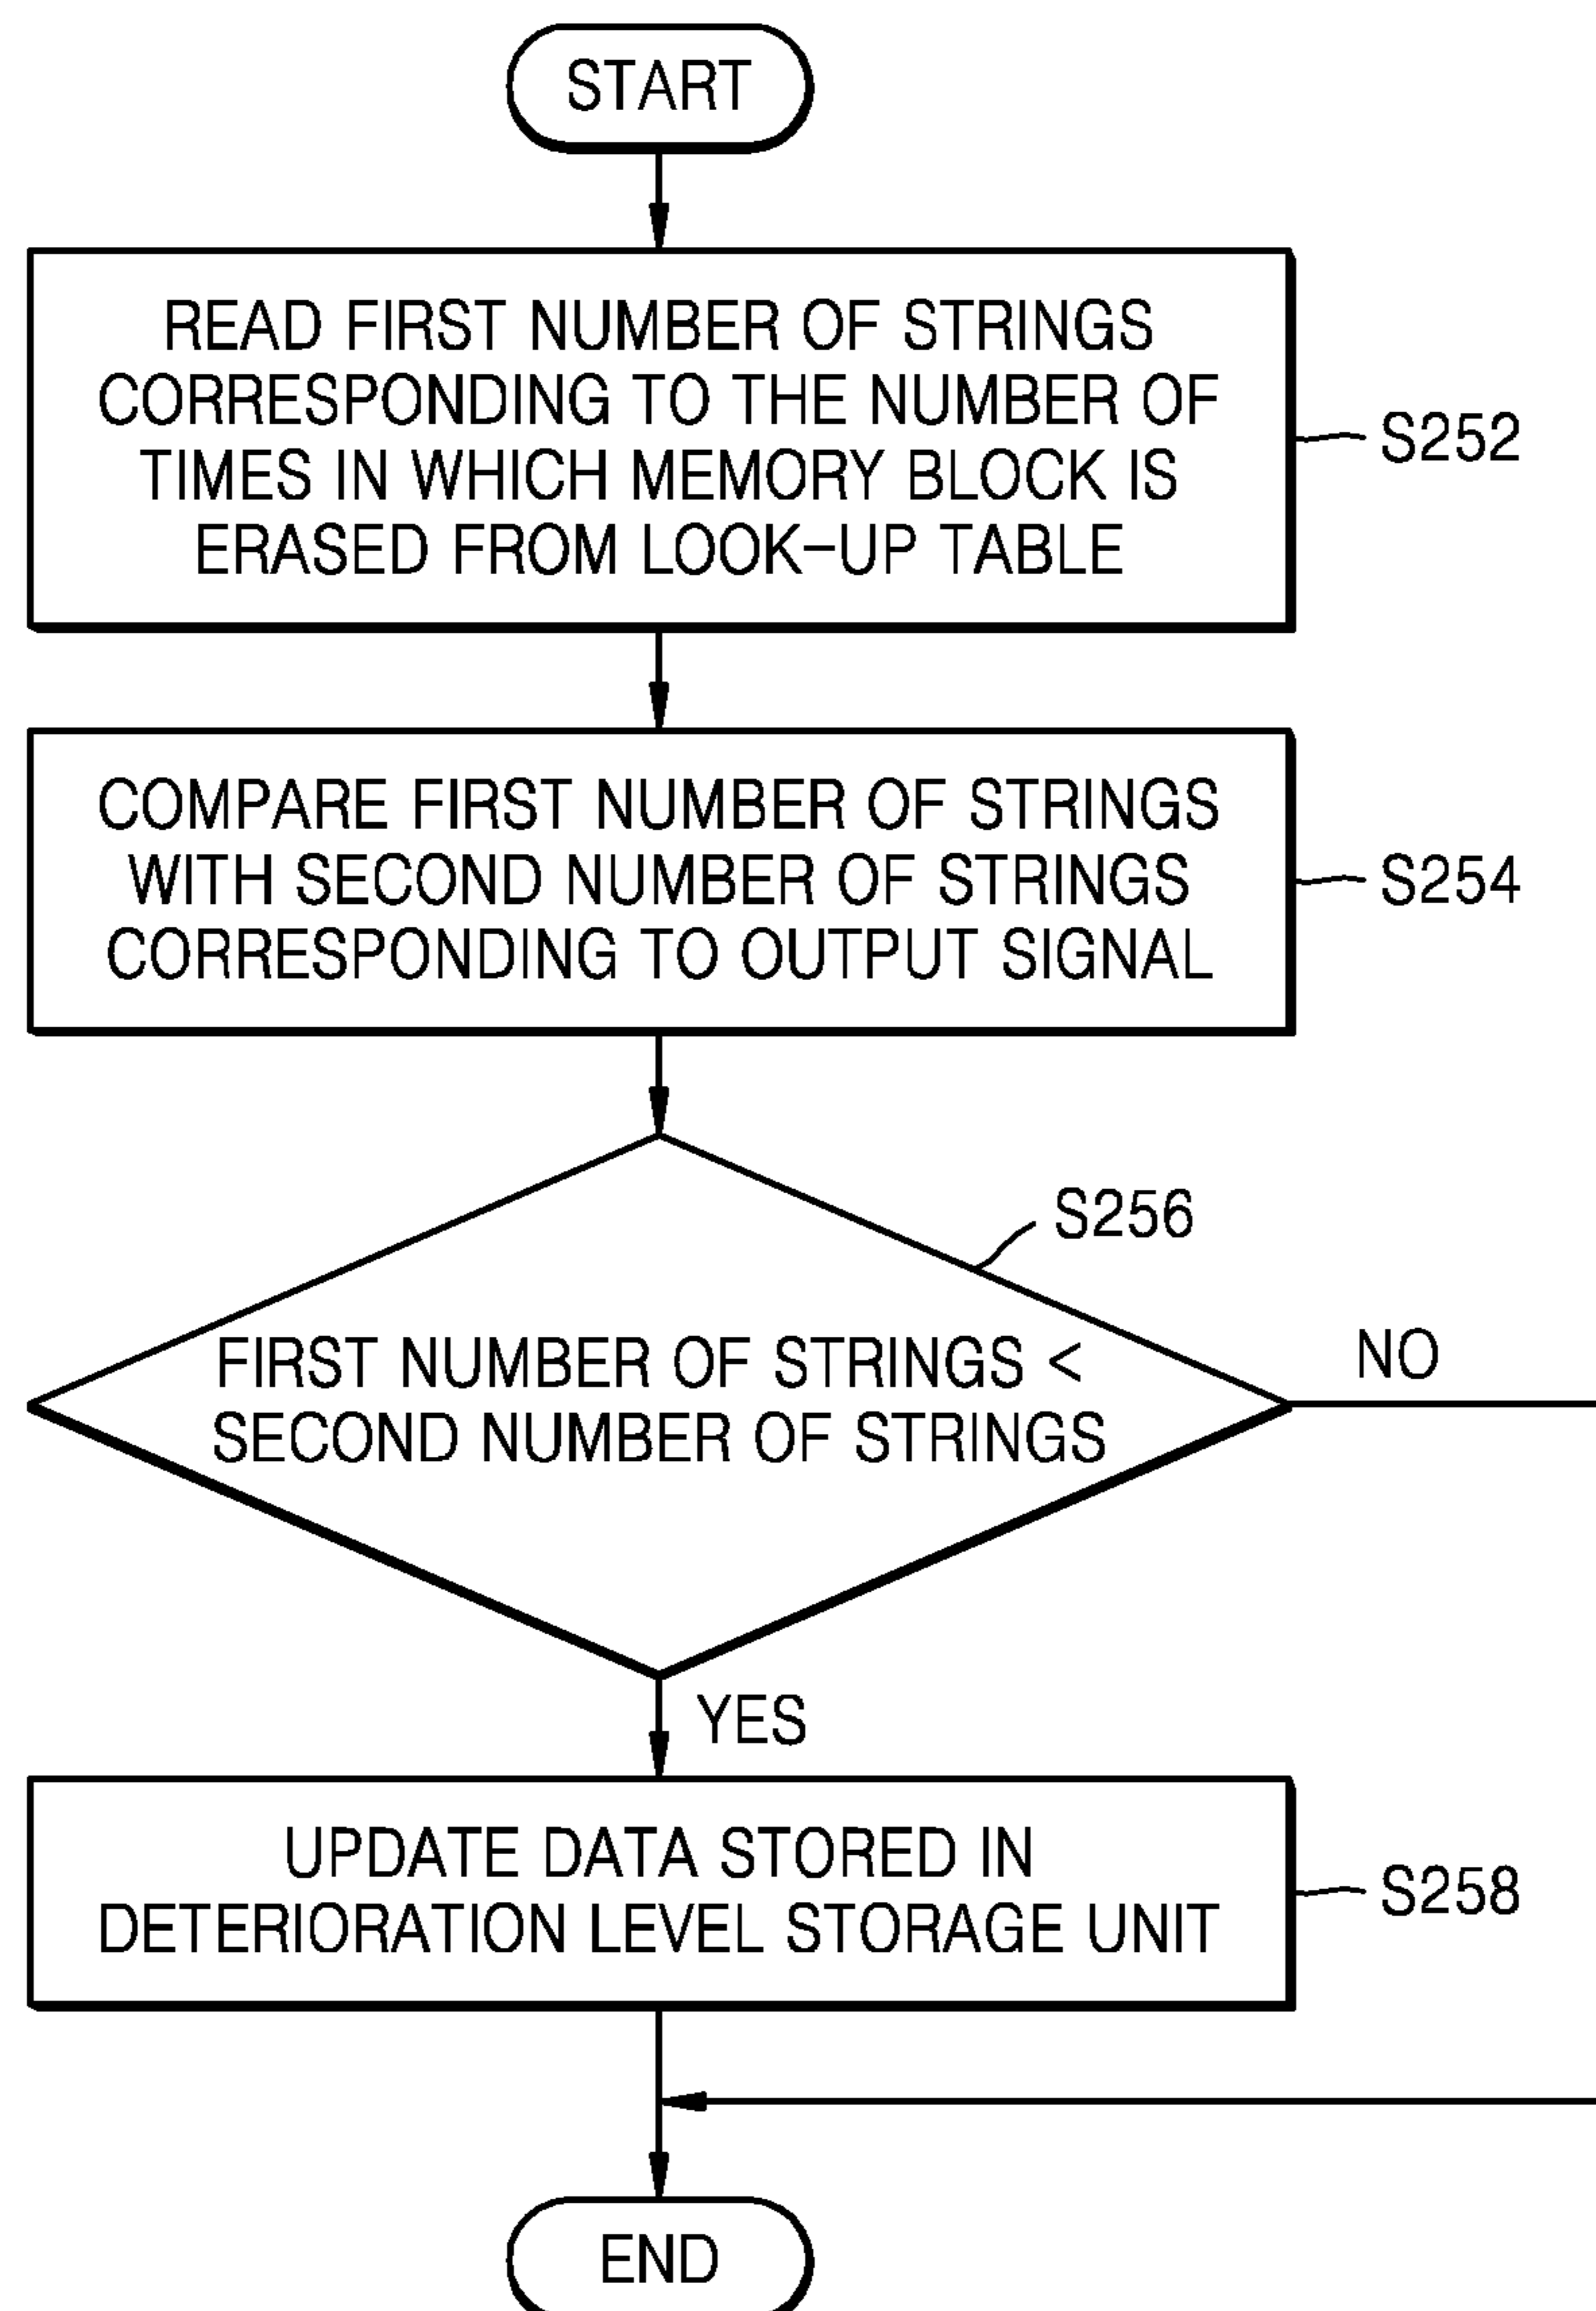 START
READ FIRST NUMBER OF STRINGS
CORRESPONDING TO THE NUMBER OF
TIMES IN WHICH MEMORY BLOCK IS
ERASED FROM LOOK-UP TABLE
S252
COMPARE FIRST NUMBER OF STRINGS
WITH SECOND NUMBER OF STRINGS
CORRESPONDING TO OUTPUT SIGNAL
S254
S256
FIRST NUMBER OF STRINGS <
SECOND NUMBER OF STRINGS
NO
YES
UPDATE DATA STORED IN
DETERIORATION LEVEL STORAGE UNIT
S258
END